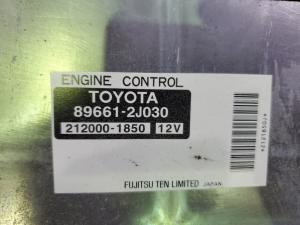 ENGINE CONTROL
TOYOTA
89661-2J030
212000-1850 12V
FUJITSU TEN LIMITED JAPAN